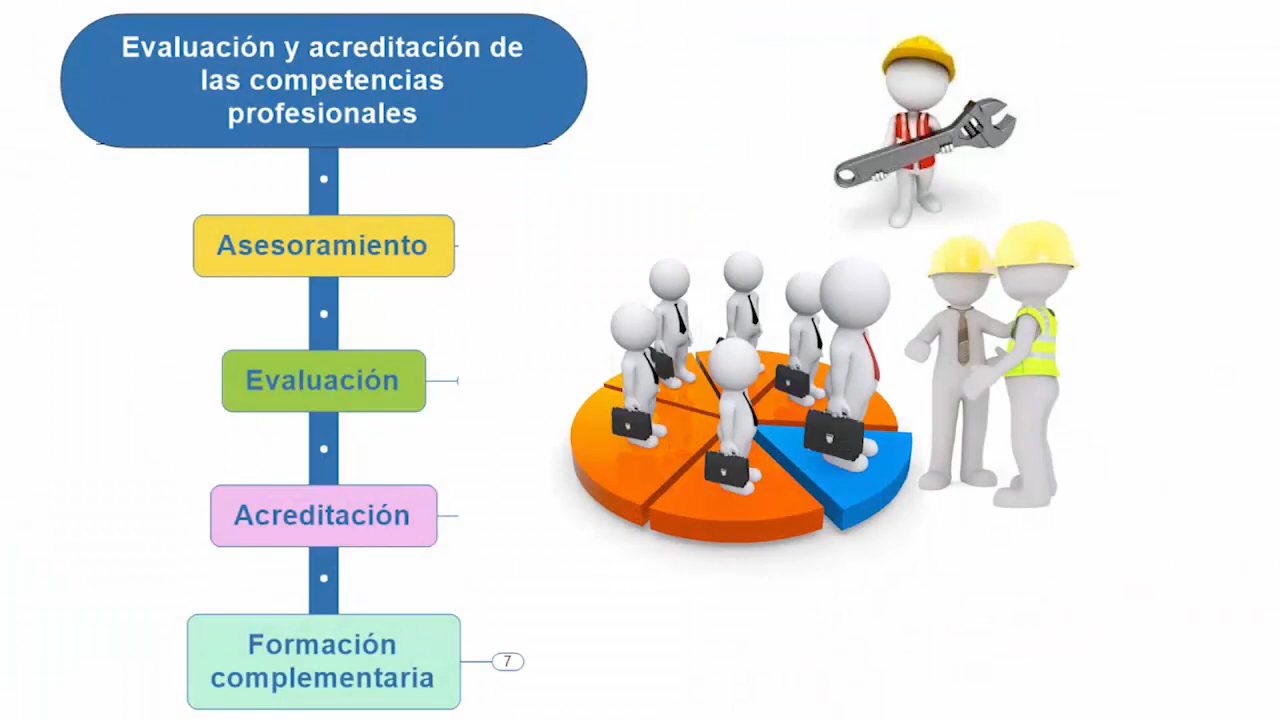 Evaluación y acreditación de
las competencias
profesionales
Asesoramiento
Evaluación
Acreditación
Formación
complementaria
7